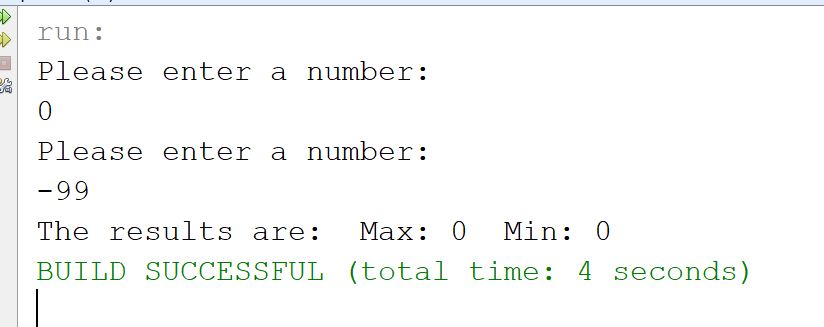 run:
Please enter a number:
0
Please enter a number:
-99
The results are:  Max: 0  Min: 0
BUILD SUCCESSFUL (total time: 4 seconds)